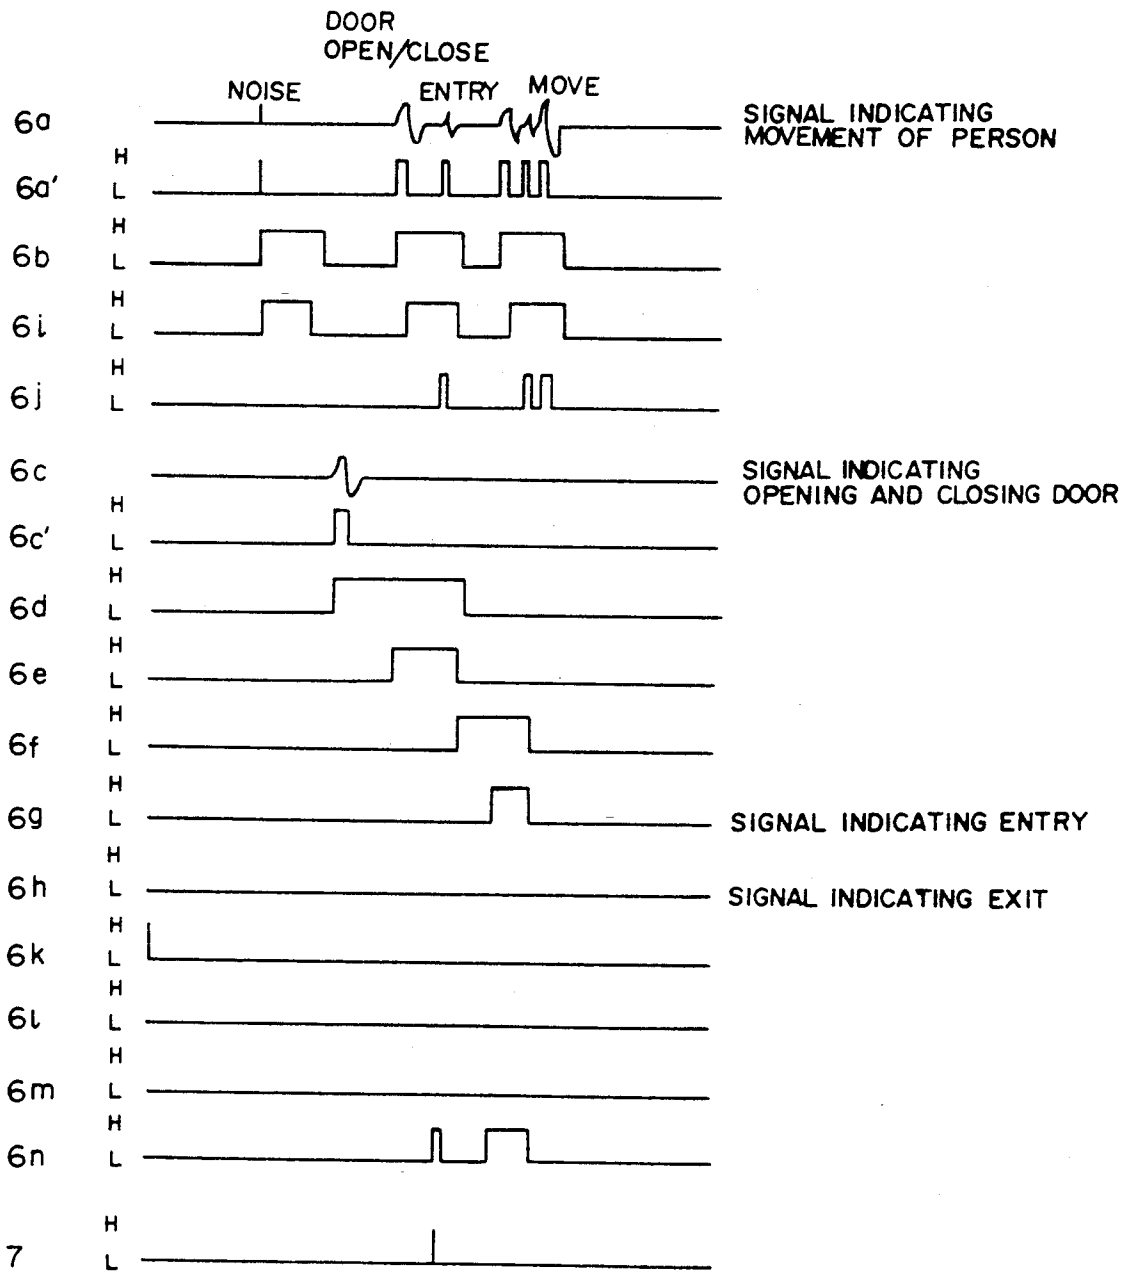 DOOR
OPEN/CLOSE
NOISE ENTRY MOVE
6a SIGNAL INDICATING
MOVEMENT OF PERSON
H
6a' L
H
6b L
H
6i L
H
6j L
6c SIGNAL INDICATING
OPENING AND CLOSING DOOR
H
6c' L
H
6d L
H
6e L
H
6f L
H
6g L SIGNAL INDICATING ENTRY
H
6h L SIGNAL INDICATING EXIT
H
6k L
H
6l L
H
6m L
H
6n L
H
7 L